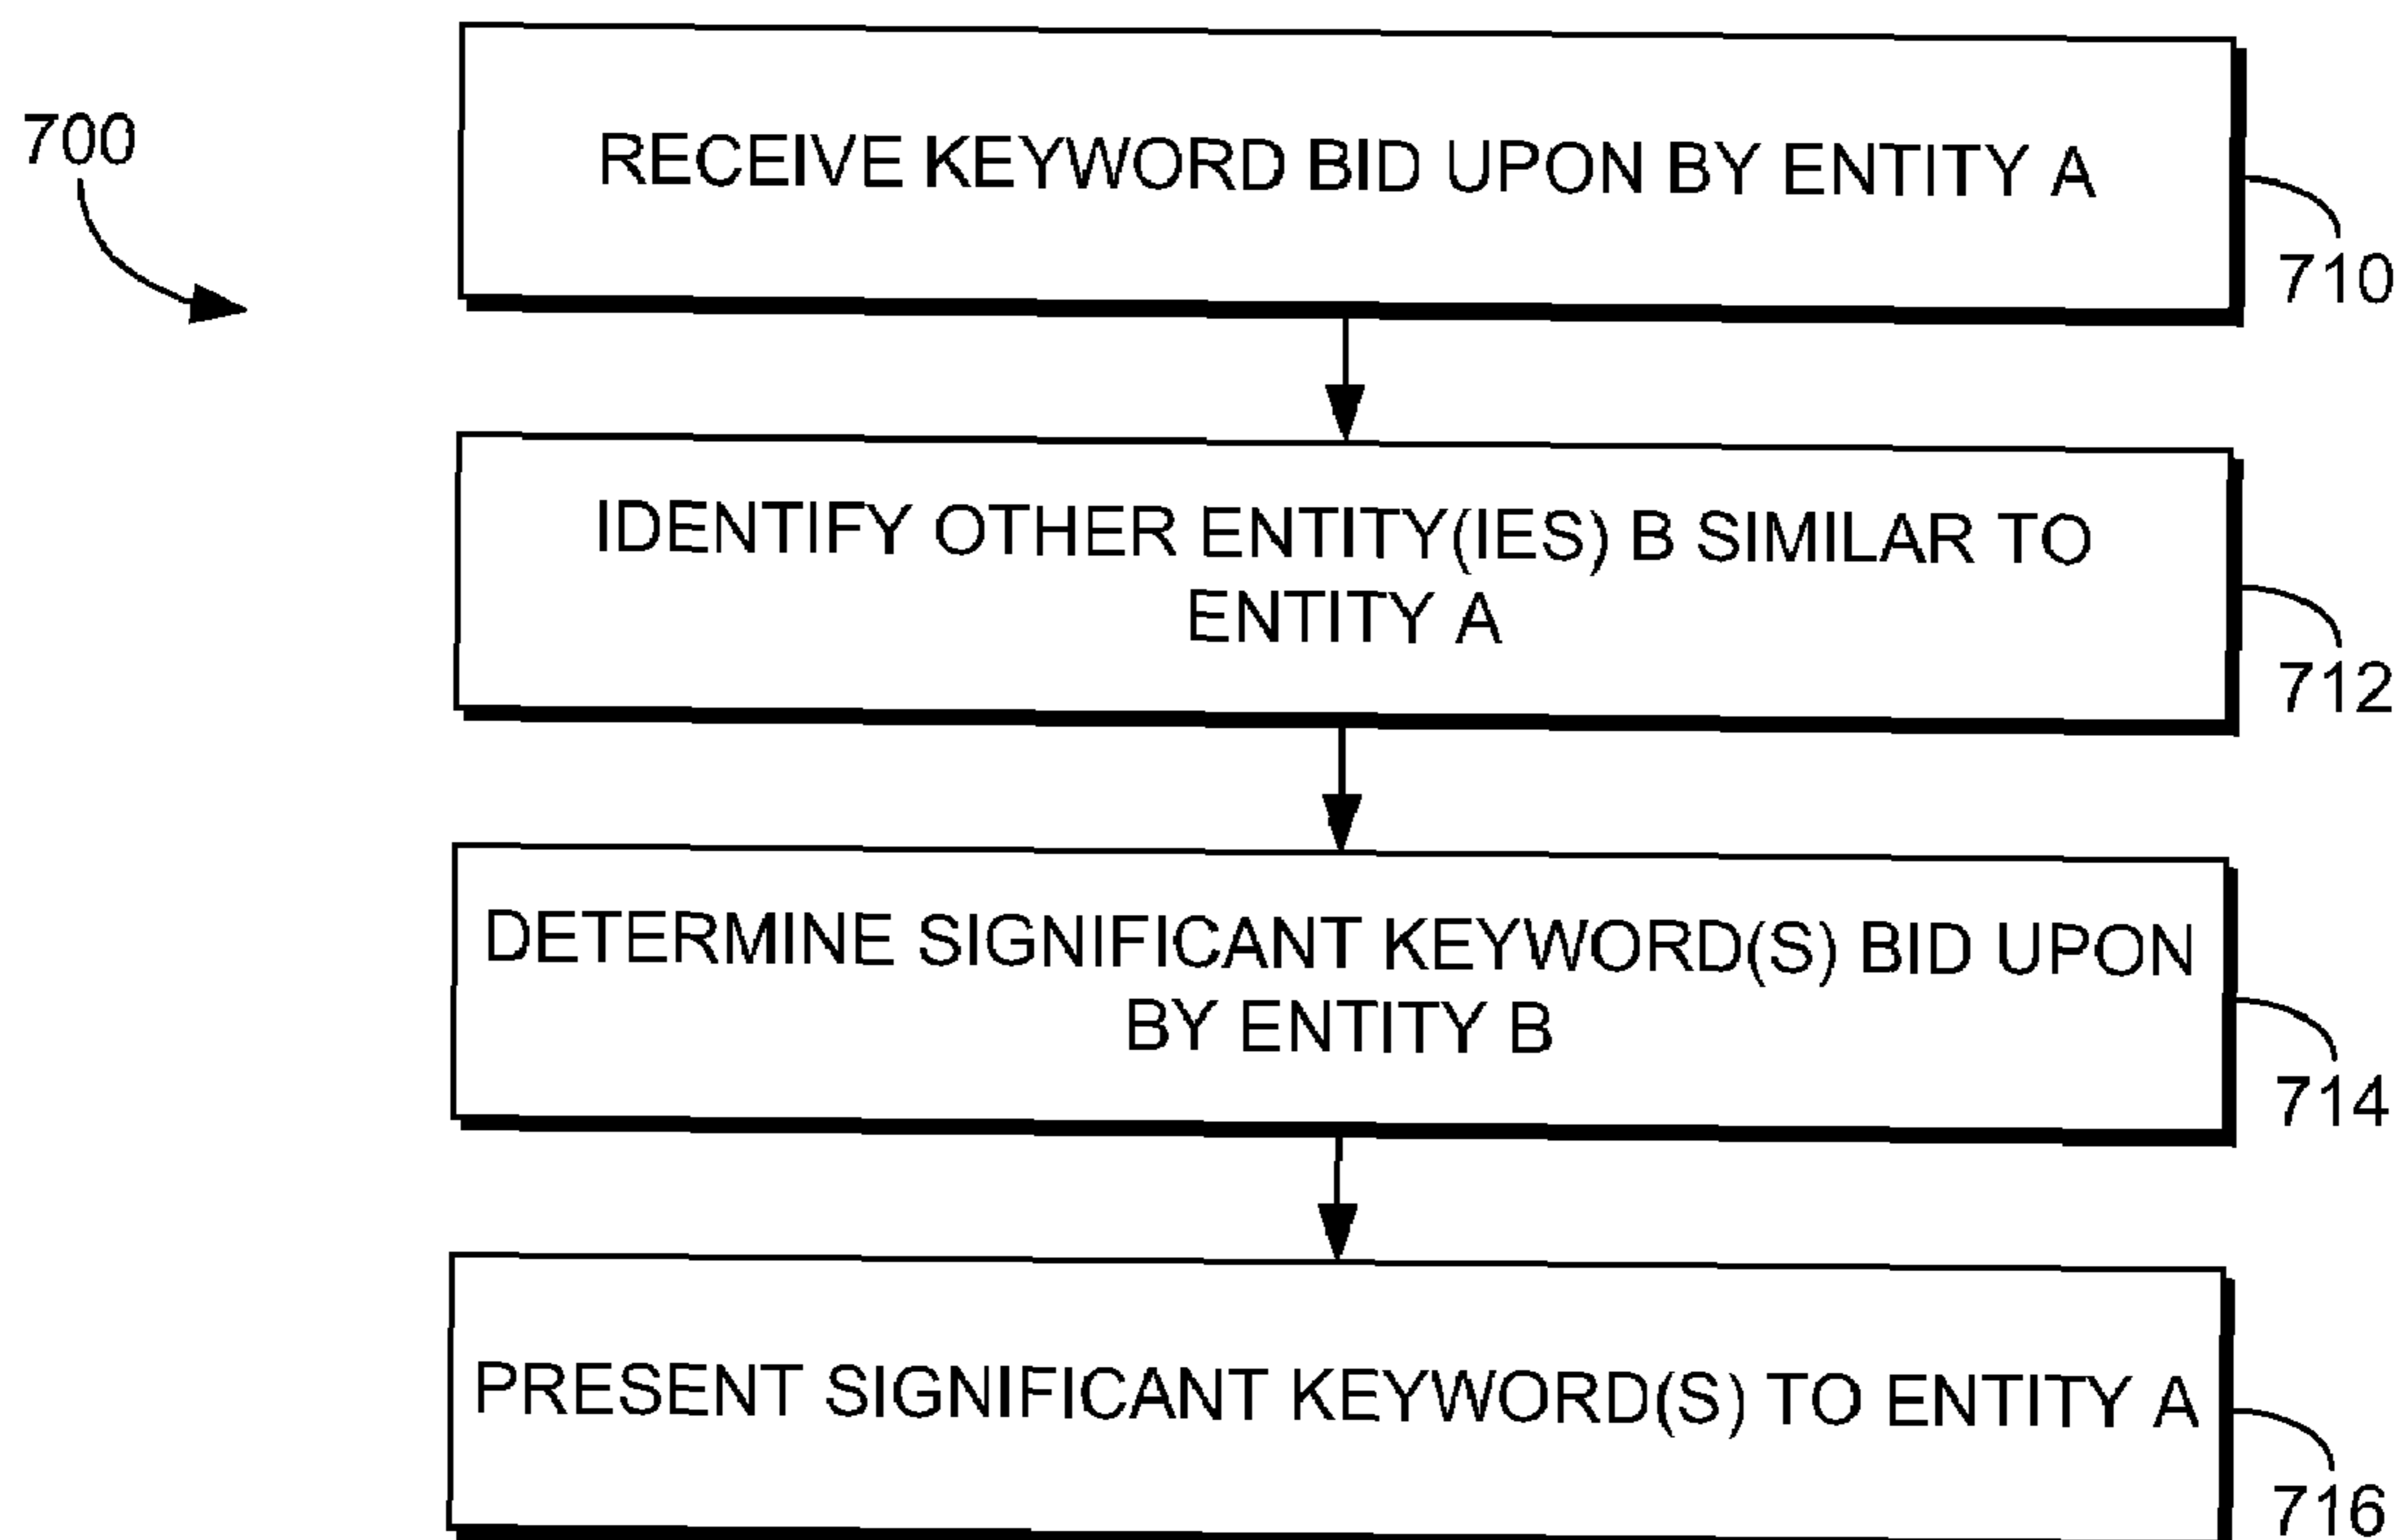 700
RECEIVE KEYWORD BID UPON BY ENTITY A
710
IDENTIFY OTHER ENTITY(IES) B SIMILAR TO
ENTITY A
712
DETERMINE SIGNIFICANT KEYWORD(S) BID UPON
BY ENTITY B
714
PRESENT SIGNIFICANT KEYWORD(S) TO ENTITY A
716